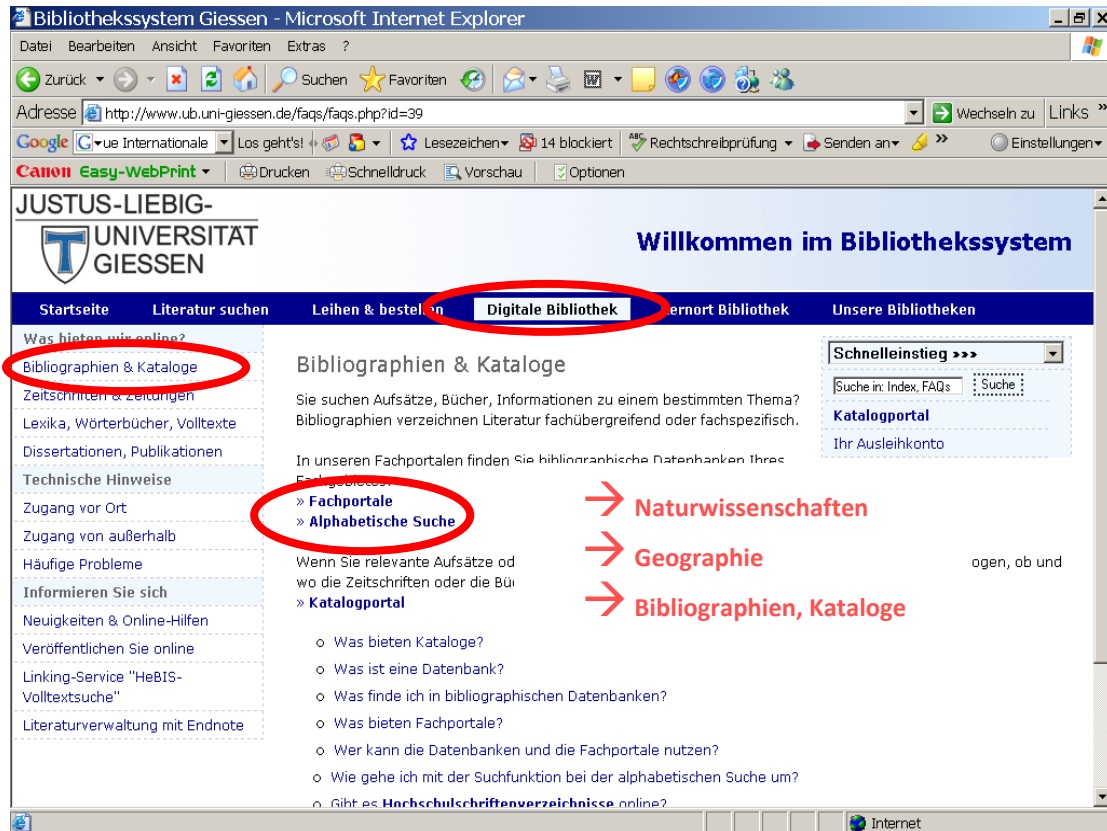 Bibliothekssystem Giessen - Microsoft Internet Explorer
Datei Bearbeiten Ansicht Favoriten Extras ?
Zurück Suchen Favoriten
Adresse http://www.ub.uni-giessen.de/faqs/faqs.php?id=39 Wechseln zu Links »
Google G ue Internationale Los geht's! Lesezeichen 14 blockiert Rechtschreibprüfung Senden an » Einstellungen
Canon Easy-WebPrint Drucken Schnelldruck Vorschau Optionen
JUSTUS-LIEBIG-
UNIVERSITÄT
GIESSEN
Willkommen im Bibliothekssystem
Startseite Literatur suchen Leihen & bestellen Digitale Bibliothek ernort Bibliothek Unsere Bibliotheken
Was bieten wir online?
Bibliographien & Kataloge
Zeitschriften & Zeitungen
Lexika, Wörterbücher, Volltexte
Dissertationen, Publikationen
Technische Hinweise
Zugang vor Ort
Zugang von außerhalb
Häufige Probleme
Informieren Sie sich
Neuigkeiten & Online-Hilfen
Veröffentlichen Sie online
Linking-Service "HeBIS-
Volltextsuche"
Literaturverwaltung mit Endnote
Bibliographien & Kataloge
Sie suchen Aufsätze, Bücher, Informationen zu einem bestimmten Thema?
Bibliographien verzeichnen Literatur fachübergreifend oder fachspezifisch.
In unseren Fachportalen finden Sie bibliographische Datenbanken Ihres
Fachgebietes.
» Fachportale
» Alphabetische Suche
→ Naturwissenschaften
→ Geographie
→ Bibliographien, Kataloge
Wenn Sie relevante Aufsätze od ogen, ob und
wo die Zeitschriften oder die Bü
» Katalogportal
o Was bieten Kataloge?
o Was ist eine Datenbank?
o Was finde ich in bibliographischen Datenbanken?
o Was bieten Fachportale?
o Wer kann die Datenbanken und die Fachportale nutzen?
o Wie gehe ich mit der Suchfunktion bei der alphabetischen Suche um?
o Gibt es Hochschulschriftenverzeichnisse online?
Schnelleinstieg »»»
Suche in: Index, FAQs Suche
Katalogportal
Ihr Ausleihkonto
Internet